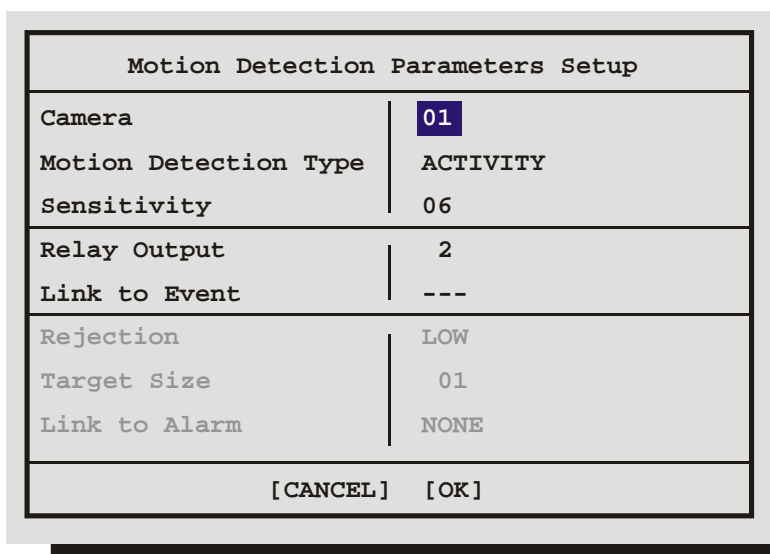 Motion Detection Parameters Setup
Camera 01
Motion Detection Type ACTIVITY
Sensitivity 06
Relay Output 2
Link to Event ---
Rejection LOW
Target Size 01
Link to Alarm NONE
[CANCEL] [OK]